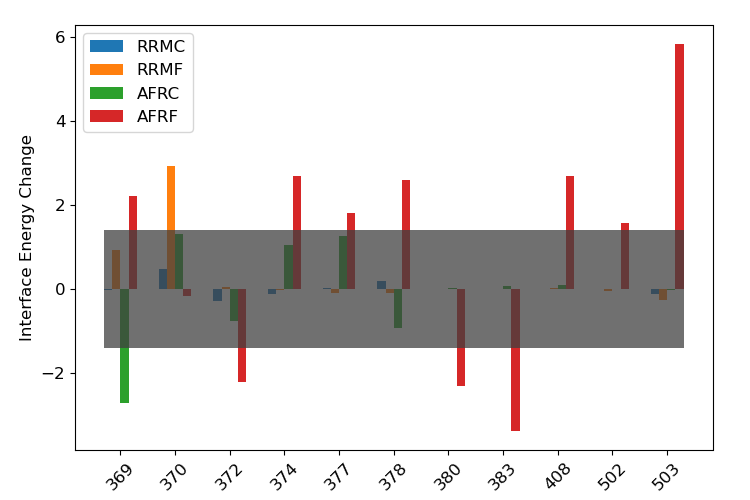 RRMC
RRMF
AFRC
AFRF
Interface Energy Change
6
4
2
0
−2
369 370 372 374 377 378 380 383 408 502 503